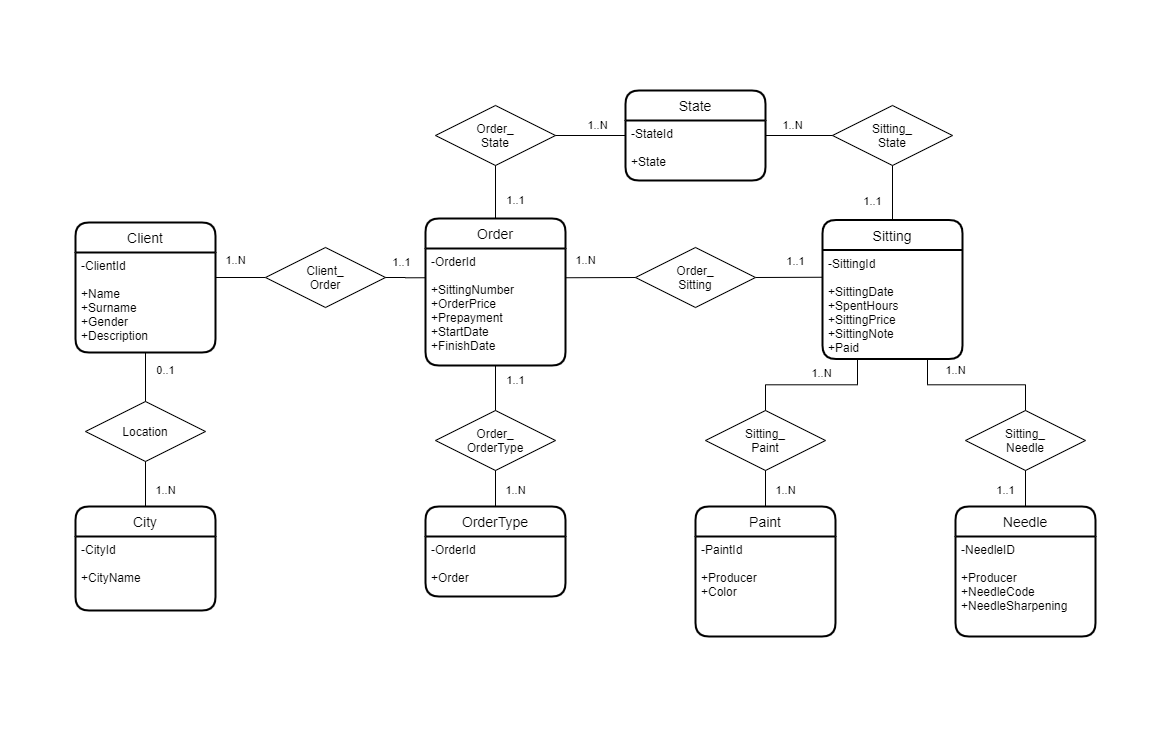 State
-StateId
+State
Order_
State
1..N
1..N
Sitting_
State
1..1
1..1
Client
-ClientId
+Name
+Surname
+Gender
+Description
1..N
Client_
Order
1..1
Order
-OrderId
+SittingNumber
+OrderPrice
+Prepayment
+StartDate
+FinishDate
1..N
Order_
Sitting
1..1
Sitting
-SittingId
+SittingDate
+SpentHours
+SittingPrice
+SittingNote
+Paid
0..1
Location
1..N
1..1
Order_
OrderType
1..N
1..N
Sitting_
Paint
1..N
1..N
Sitting_
Needle
1..1
City
-CityId
+CityName
OrderType
-OrderId
+Order
Paint
-PaintId
+Producer
+Color
Needle
-NeedleID
+Producer
+NeedleCode
+NeedleSharpening